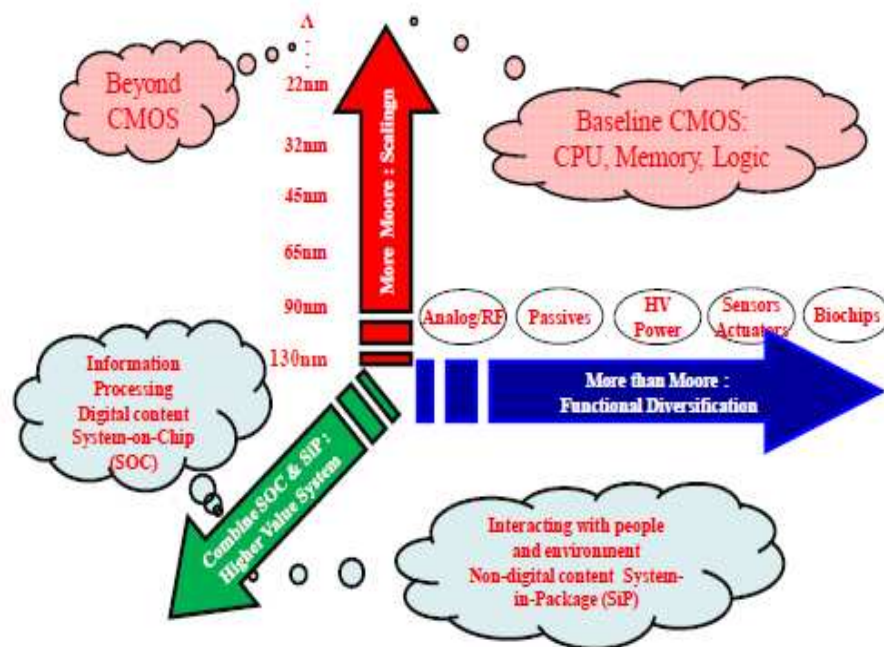 Λ
Beyond
CMOS
22nm
32nm
45nm
65nm
90nm
130nm
More Moore : Scalingn
Baseline CMOS:
CPU, Memory, Logic
Analog/RF
Passives
HV
Power
Sensors
Actuators
Biochips
More than Moore :
Functional Diversification
Information
Processing
Digital content
System-on-Chip
(SOC)
Combine SOC & SiP :
Higher Value System
Interacting with people
and environment
Non-digital content System-
in-Package (SiP)